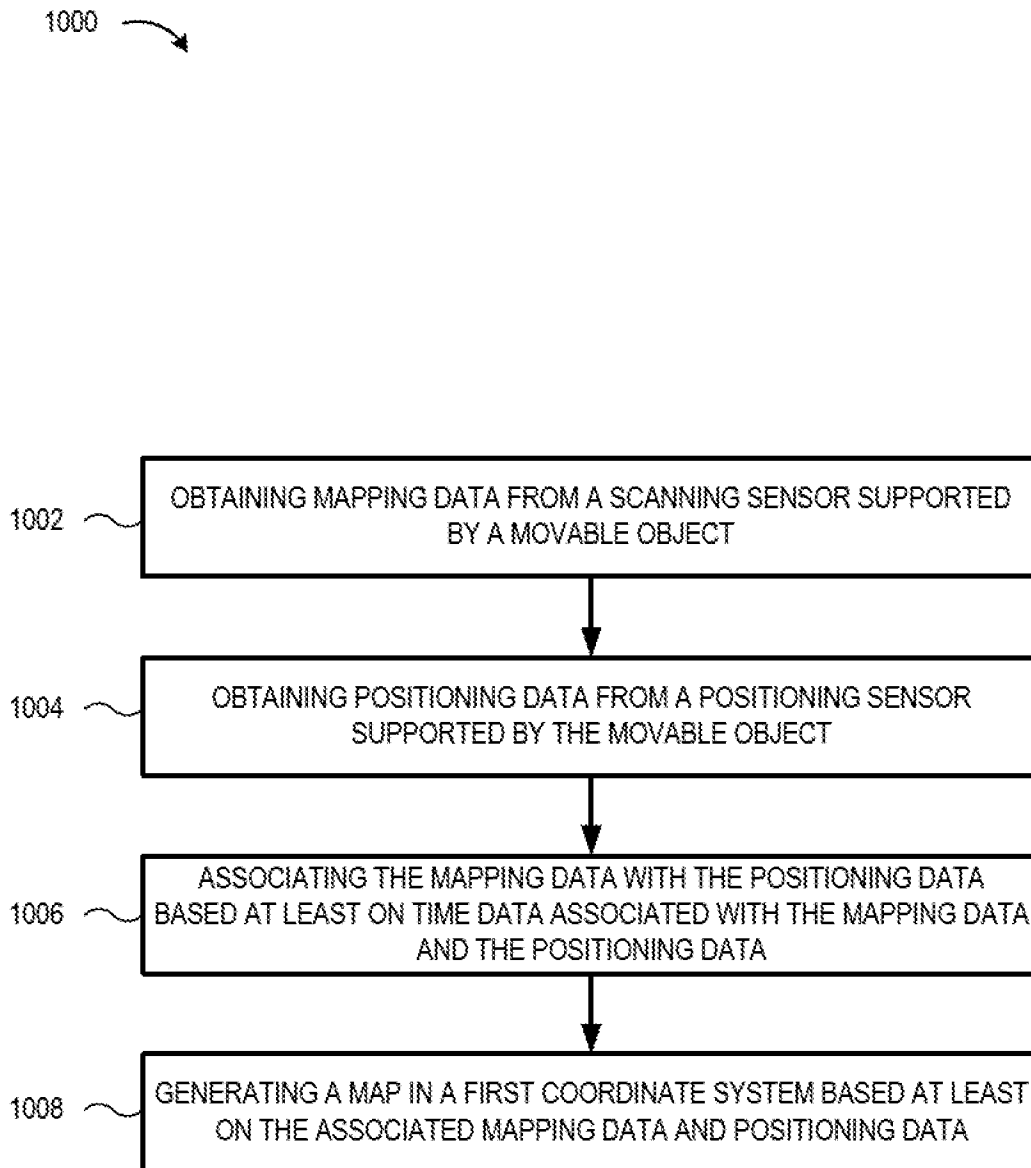 1000
1002
OBTAINING MAPPING DATA FROM A SCANNING SENSOR SUPPORTED
BY A MOVABLE OBJECT
1004
OBTAINING POSITIONING DATA FROM A POSITIONING SENSOR
SUPPORTED BY THE MOVABLE OBJECT
1006
ASSOCIATING THE MAPPING DATA WITH THE POSITIONING DATA
BASED AT LEAST ON TIME DATA ASSOCIATED WITH THE MAPPING DATA
AND THE POSITIONING DATA
1008
GENERATING A MAP IN A FIRST COORDINATE SYSTEM BASED AT LEAST
ON THE ASSOCIATED MAPPING DATA AND POSITIONING DATA